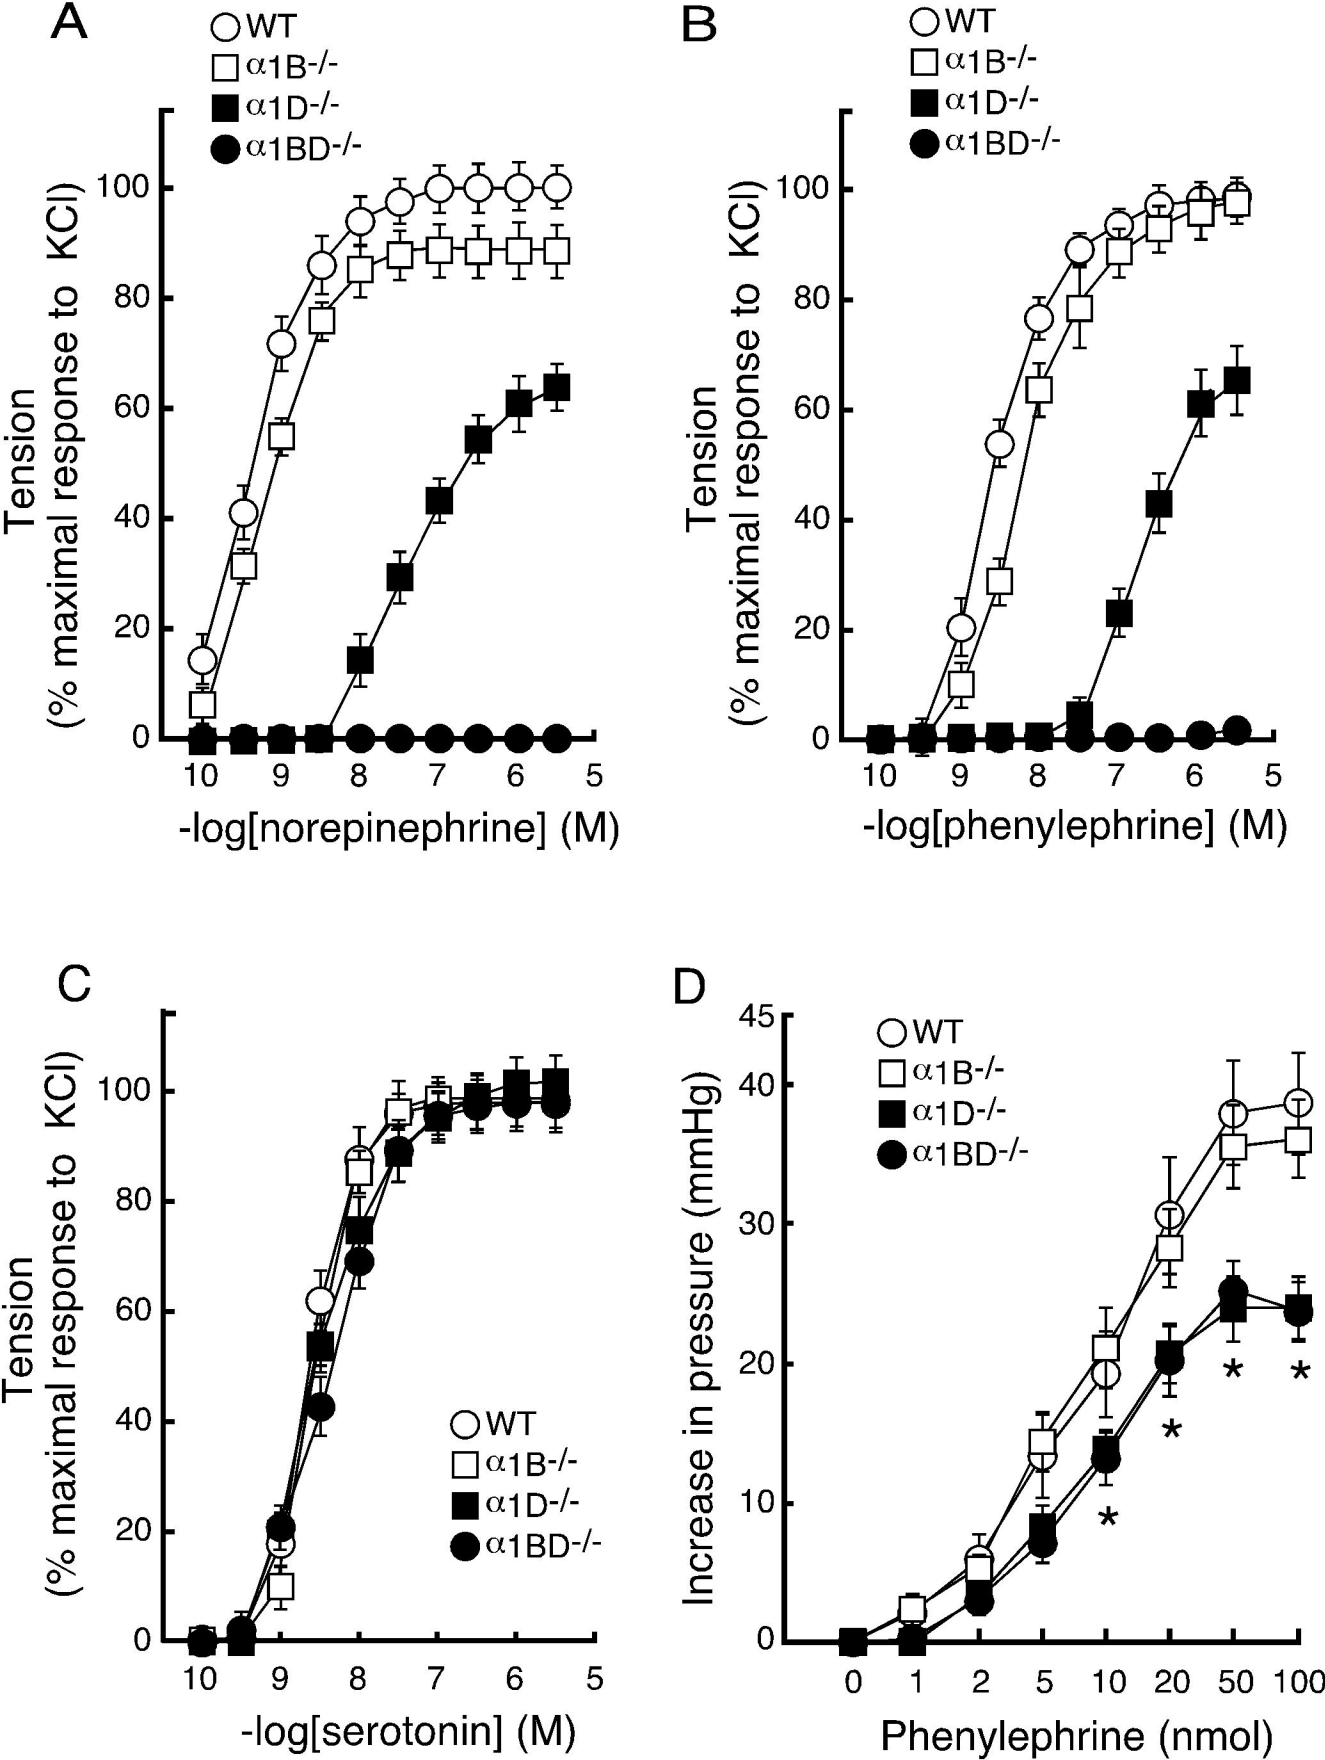 A
WT
α1B-/-
α1D-/-
α1BD-/-
Tension
(% maximal response to KCl)
100
80
60
40
20
0
10 9 8 7 6 5
-log[norepinephrine] (M)
B
WT
α1B-/-
α1D-/-
α1BD-/-
Tension
(% maximal response to KCl)
100
80
60
40
20
0
10 9 8 7 6 5
-log[phenylephrine] (M)
C
Tension
(% maximal response to KCl)
100
80
60
40
20
0
WT
α1B-/-
α1D-/-
α1BD-/-
10 9 8 7 6 5
-log[serotonin] (M)
D
WT
α1B-/-
α1D-/-
α1BD-/-
Increase in pressure (mmHg)
45
40
30
20
10
0
* * * *
0 1 2 5 10 20 50 100
Phenylephrine (nmol)